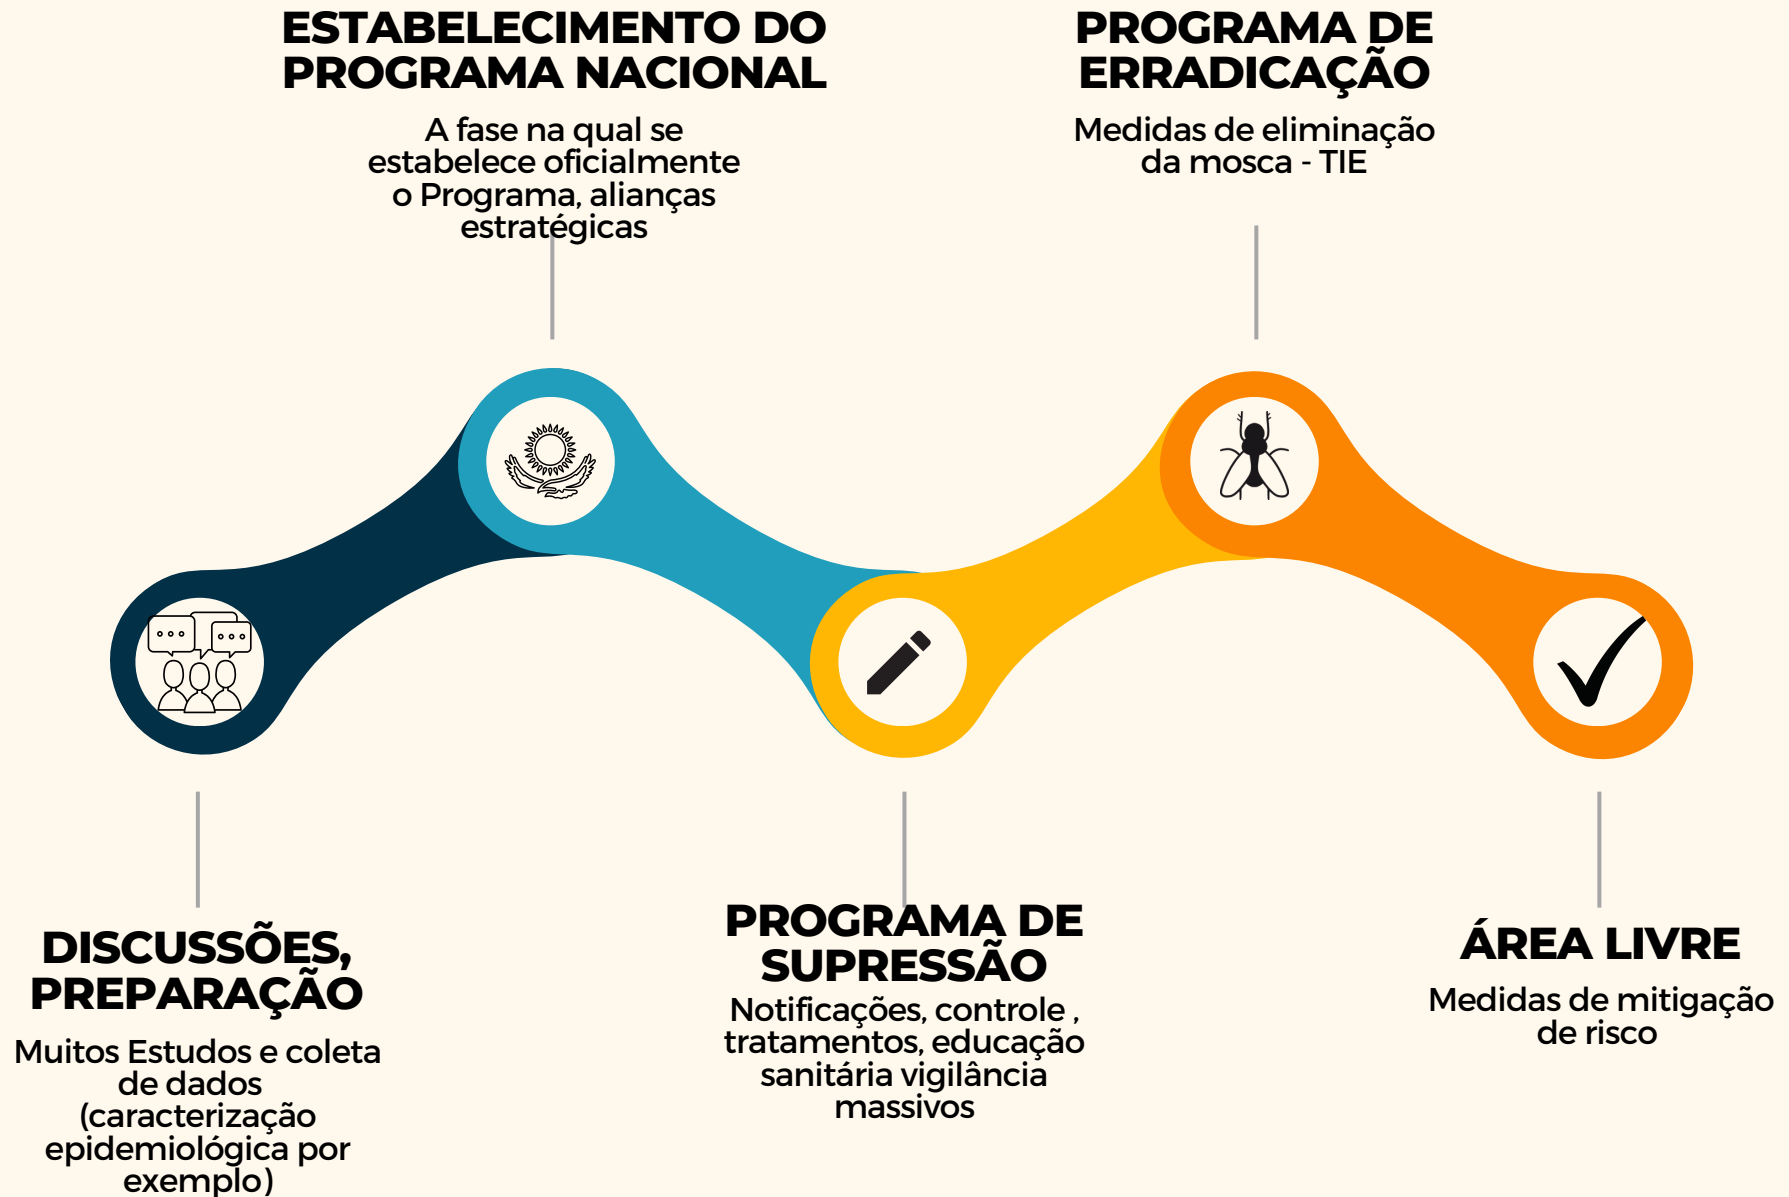 ESTABELECIMENTO DO
PROGRAMA NACIONAL
A fase na qual se
estabelece oficialmente
o Programa, alianças
estratégicas
PROGRAMA DE
ERRADICAÇÃO
Medidas de eliminação
da mosca - TIE
DISCUSSÕES,
PREPARAÇÃO
Muitos Estudos e coleta
de dados
(caracterização
epidemiológica por
exemplo)
PROGRAMA DE
SUPRESSÃO
Notificações, controle ,
tratamentos, educação
sanitária vigilância
massivos
ÁREA LIVRE
Medidas de mitigação
de risco